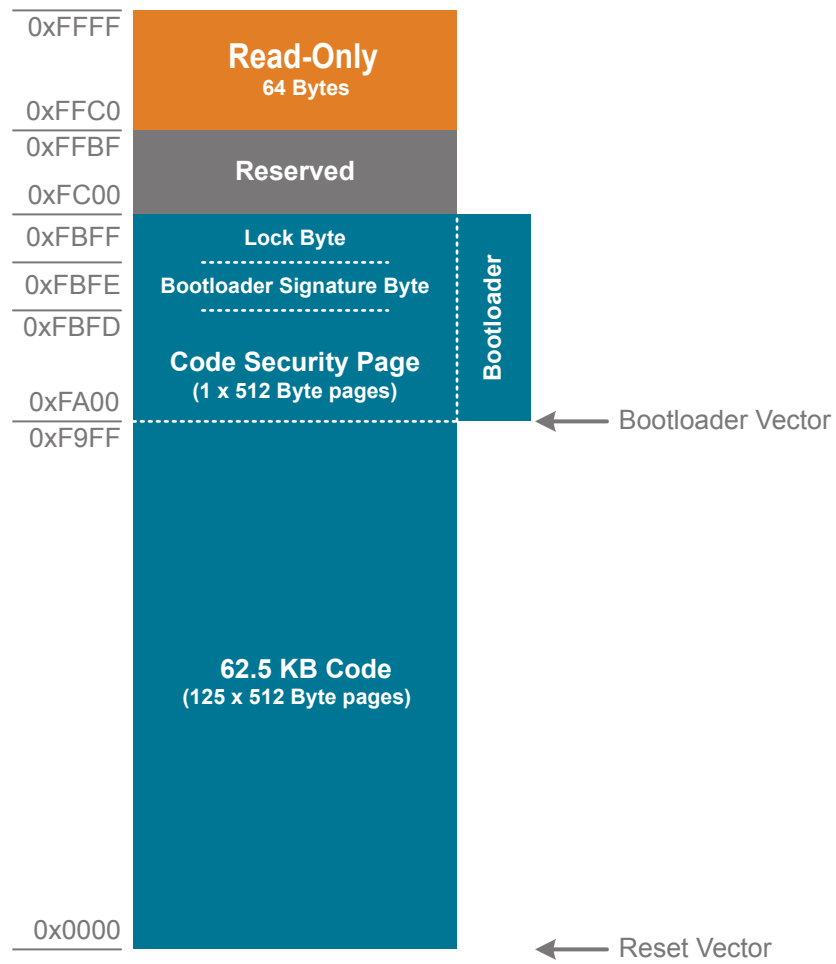 0xFFFF
Read-Only
64 Bytes
0xFFC0
0xFFBF
Reserved
0xFC00
0xFBFF
Lock Byte
0xFBFE
Bootloader Signature Byte
0xFBFD
Code Security Page
(1 x 512 Byte pages)
0xFA00
Bootloader
Bootloader Vector
0xF9FF
62.5 KB Code
(125 x 512 Byte pages)
0x0000
Reset Vector